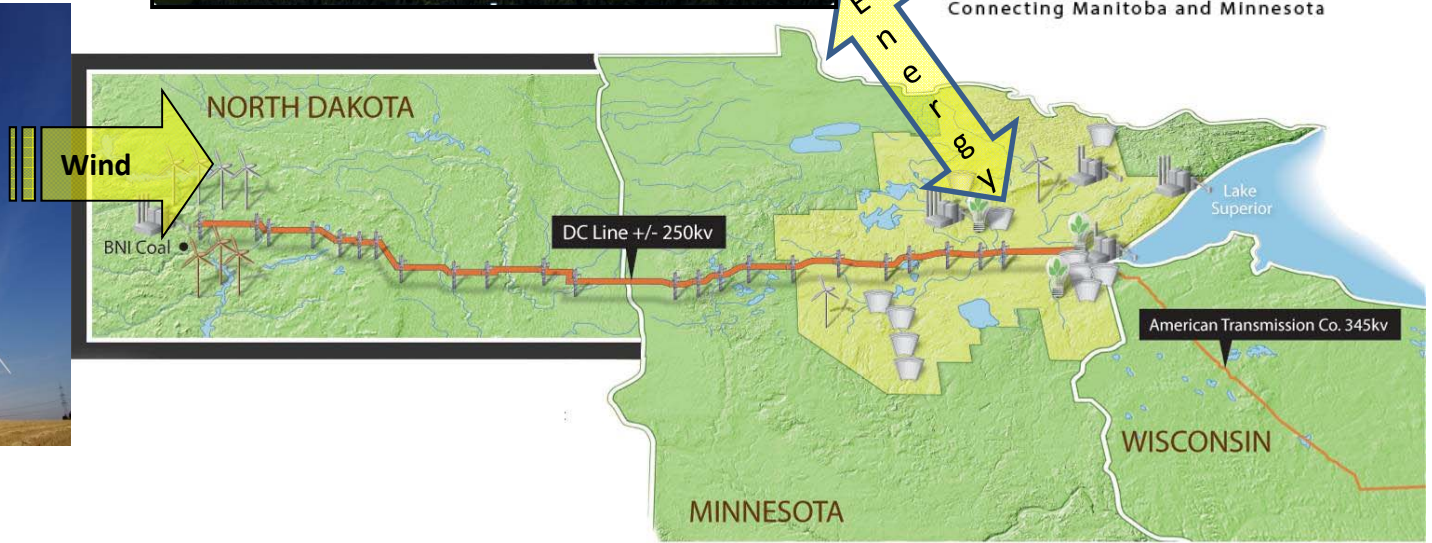 Connecting Manitoba and Minnesota
Energy
NORTH DAKOTA
Wind
BNI Coal
DC Line +/- 250kv
Lake
Superior
American Transmission Co. 345kv
WISCONSIN
MINNESOTA